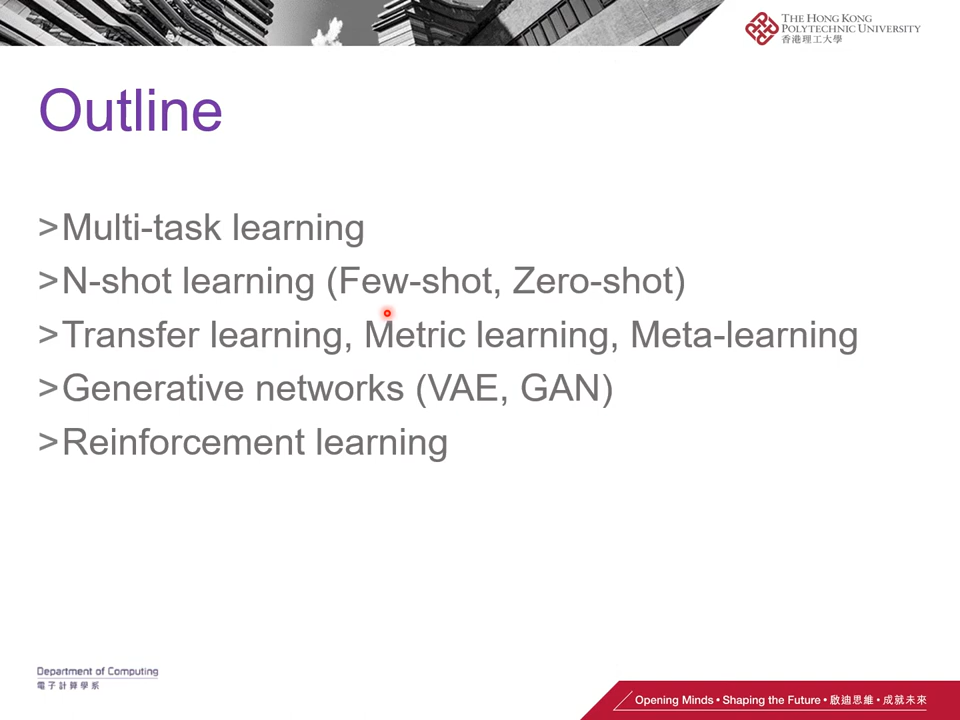 THE HONG KONG
POLYTECHNIC UNIVERSITY
香港理工大學
Outline
>Multi-task learning
>N-shot learning (Few-shot, Zero-shot)
>Transfer learning, Metric learning, Meta-learning
>Generative networks (VAE, GAN)
>Reinforcement learning
Department of Computing
電子計算學系
Opening Minds • Shaping the Future • 啟迪思維 • 成就未來